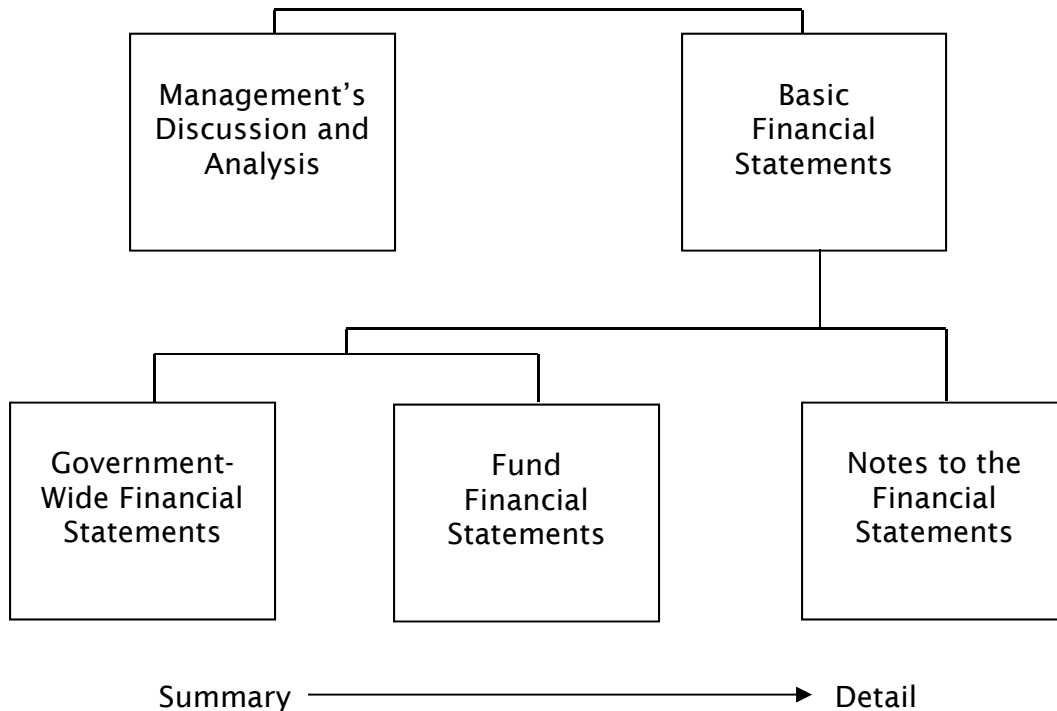 Management’s
Discussion and
Analysis
Basic
Financial
Statements
Government-
Wide Financial
Statements
Fund
Financial
Statements
Notes to the
Financial
Statements
Summary
Detail